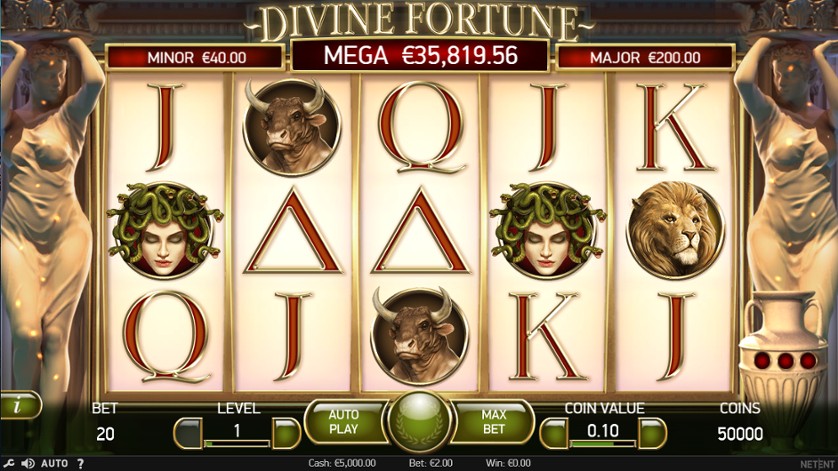 ~DIVINE FORTUNE~
MINOR €40.00
MEGA €35,819.56
MAJOR €200.00
J Q J K
A A
Q J K J
i
BET
20
LEVEL
1
AUTO PLAY
MAX BET
COIN VALUE
0.10
COINS
50000
AUTO ?
Cash: €5,000.00 Bet: €2.00 Win: €0.00
NETENT